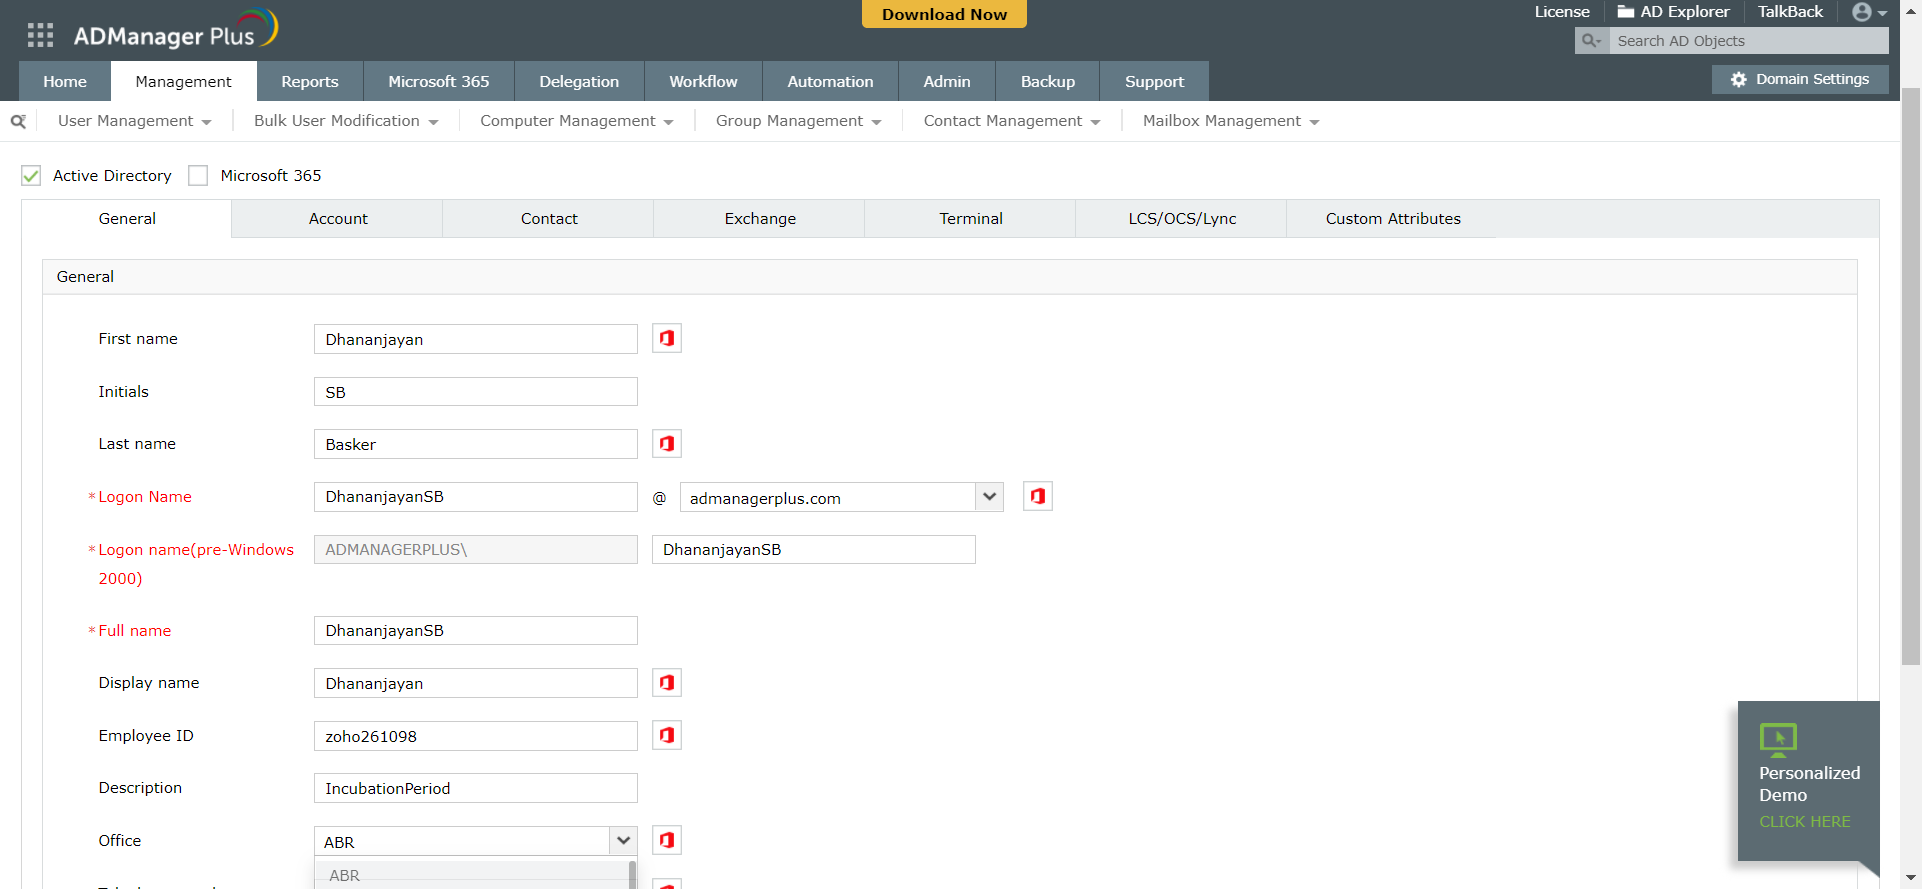 Download Now
License
AD Explorer
TalkBack
ADManager Plus
Search AD Objects
Home
Management
Reports
Microsoft 365
Delegation
Workflow
Automation
Admin
Backup
Support
Domain Settings
User Management
Bulk User Modification
Computer Management
Group Management
Contact Management
Mailbox Management
Active Directory
Microsoft 365
General
Account
Contact
Exchange
Terminal
LCS/OCS/Lync
Custom Attributes
General
First name
Dhananjayan
Initials
SB
Last name
Basker
*Logon Name
DhananjayanSB
@
admanagerplus.com
*Logon name(pre-Windows
2000)
ADMANAGERPLUS\
DhananjayanSB
*Full name
DhananjayanSB
Display name
Dhananjayan
Employee ID
zoho261098
Description
IncubationPeriod
Office
ABR
ABR
Personalized
Demo
CLICK HERE